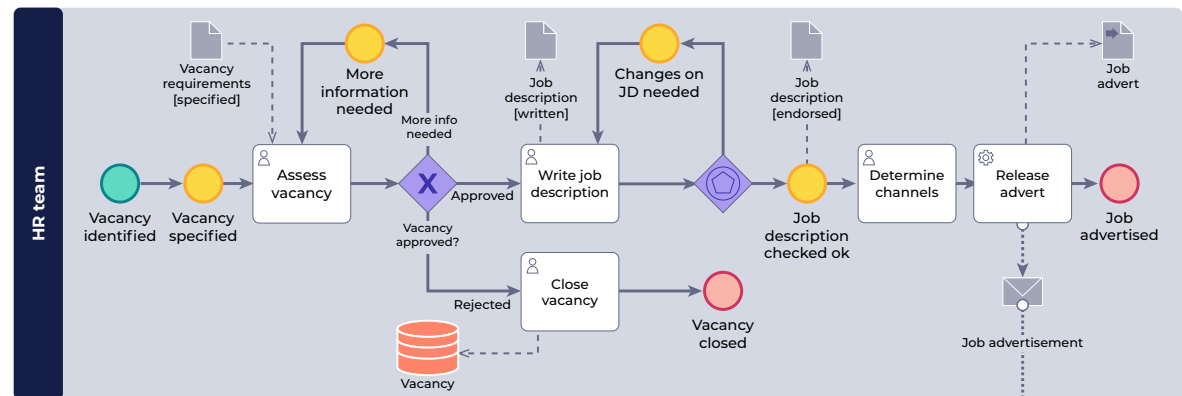 HR team
Vacancy
identified
Vacancy
specified
Vacancy
requirements
[specified]
Assess
vacancy
More
information
needed
More info
needed
X
Approved
Vacancy
approved?
Rejected
Job
description
[written]
Write job
description
Changes on
JD needed
Close
vacancy
Vacancy
Vacancy
closed
Job
description
[endorsed]
Job
description
checked ok
Determine
channels
Release
advert
Job
advert
Job
advertised
Job advertisement